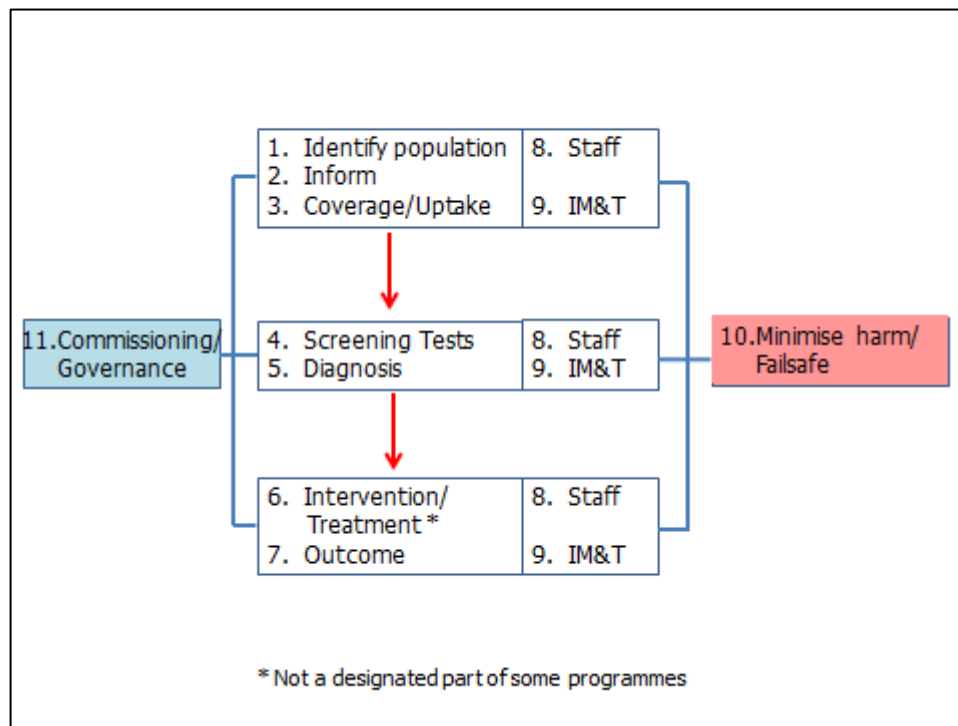 1. Identify population
2. Inform
3. Coverage/Uptake
8. Staff
9. IM&T
11.Commissioning/
Governance
4. Screening Tests
5. Diagnosis
8. Staff
9. IM&T
10.Minimise harm/
Failsafe
6. Intervention/
Treatment *
7. Outcome
8. Staff
9. IM&T
* Not a designated part of some programmes